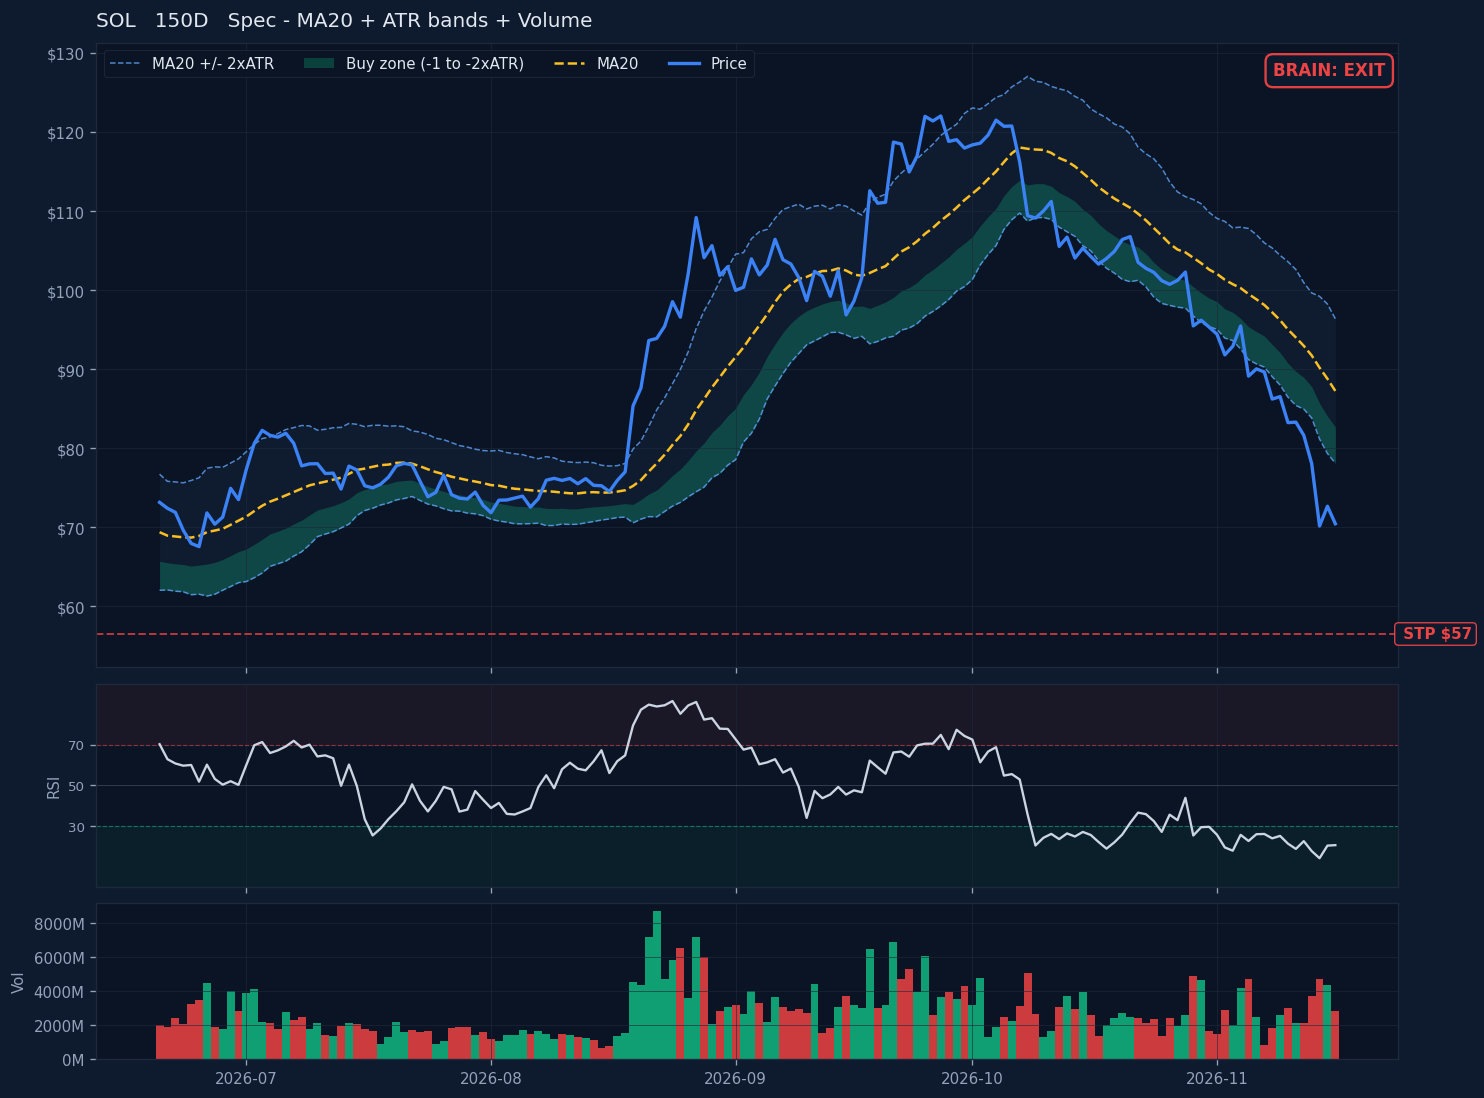 SOL   150D   Spec - MA20 + ATR bands + Volume
MA20 +/- 2xATR   Buy zone (-1 to -2xATR)   MA20   Price
BRAIN: EXIT
$130
$120
$110
$100
$90
$80
$70
$60
STP $57
RSI
70
50
30
Vol
8000M
6000M
4000M
2000M
0M
2026-07   2026-08   2026-09   2026-10   2026-11